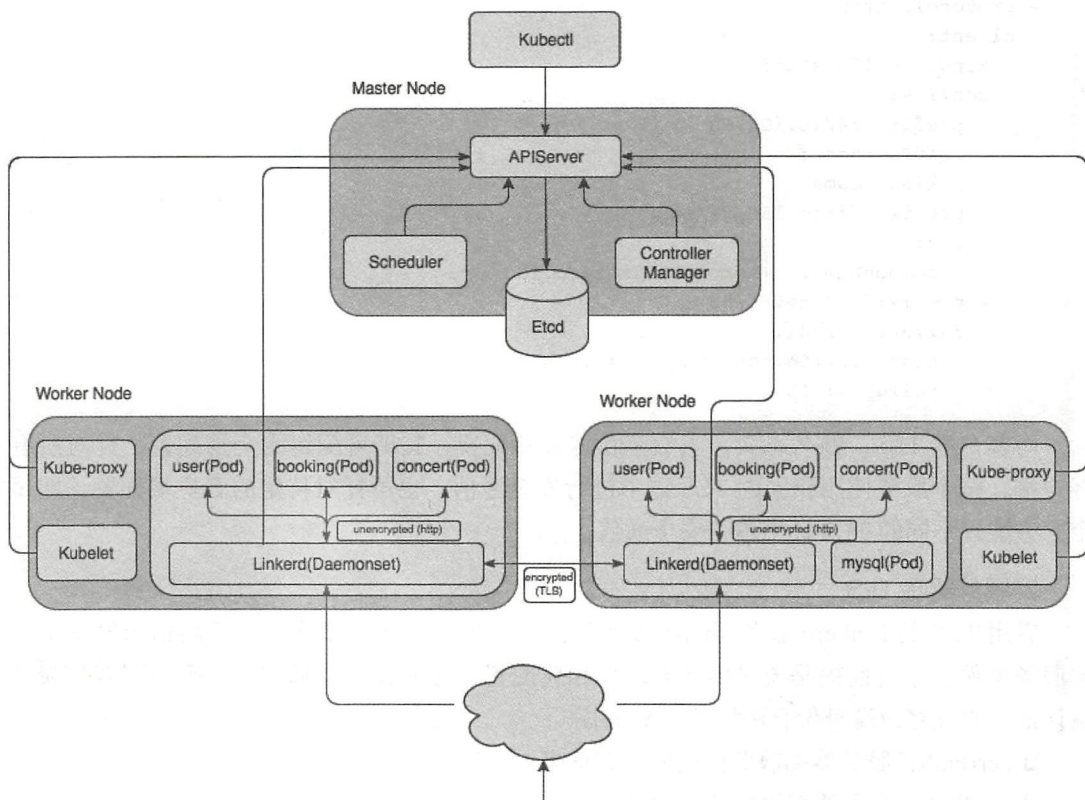 Kubectl
Master Node
APIServer
Scheduler
Controller
Manager
Etcd
Worker Node
Kube-proxy
Kubelet
user(Pod)
booking(Pod)
concert(Pod)
unencrypted (http)
Linkerd(Daemonset)
encrypted
(TLS)
Worker Node
user(Pod)
booking(Pod)
concert(Pod)
unencrypted (http)
Linkerd(Daemonset)
mysql(Pod)
Kube-proxy
Kubelet